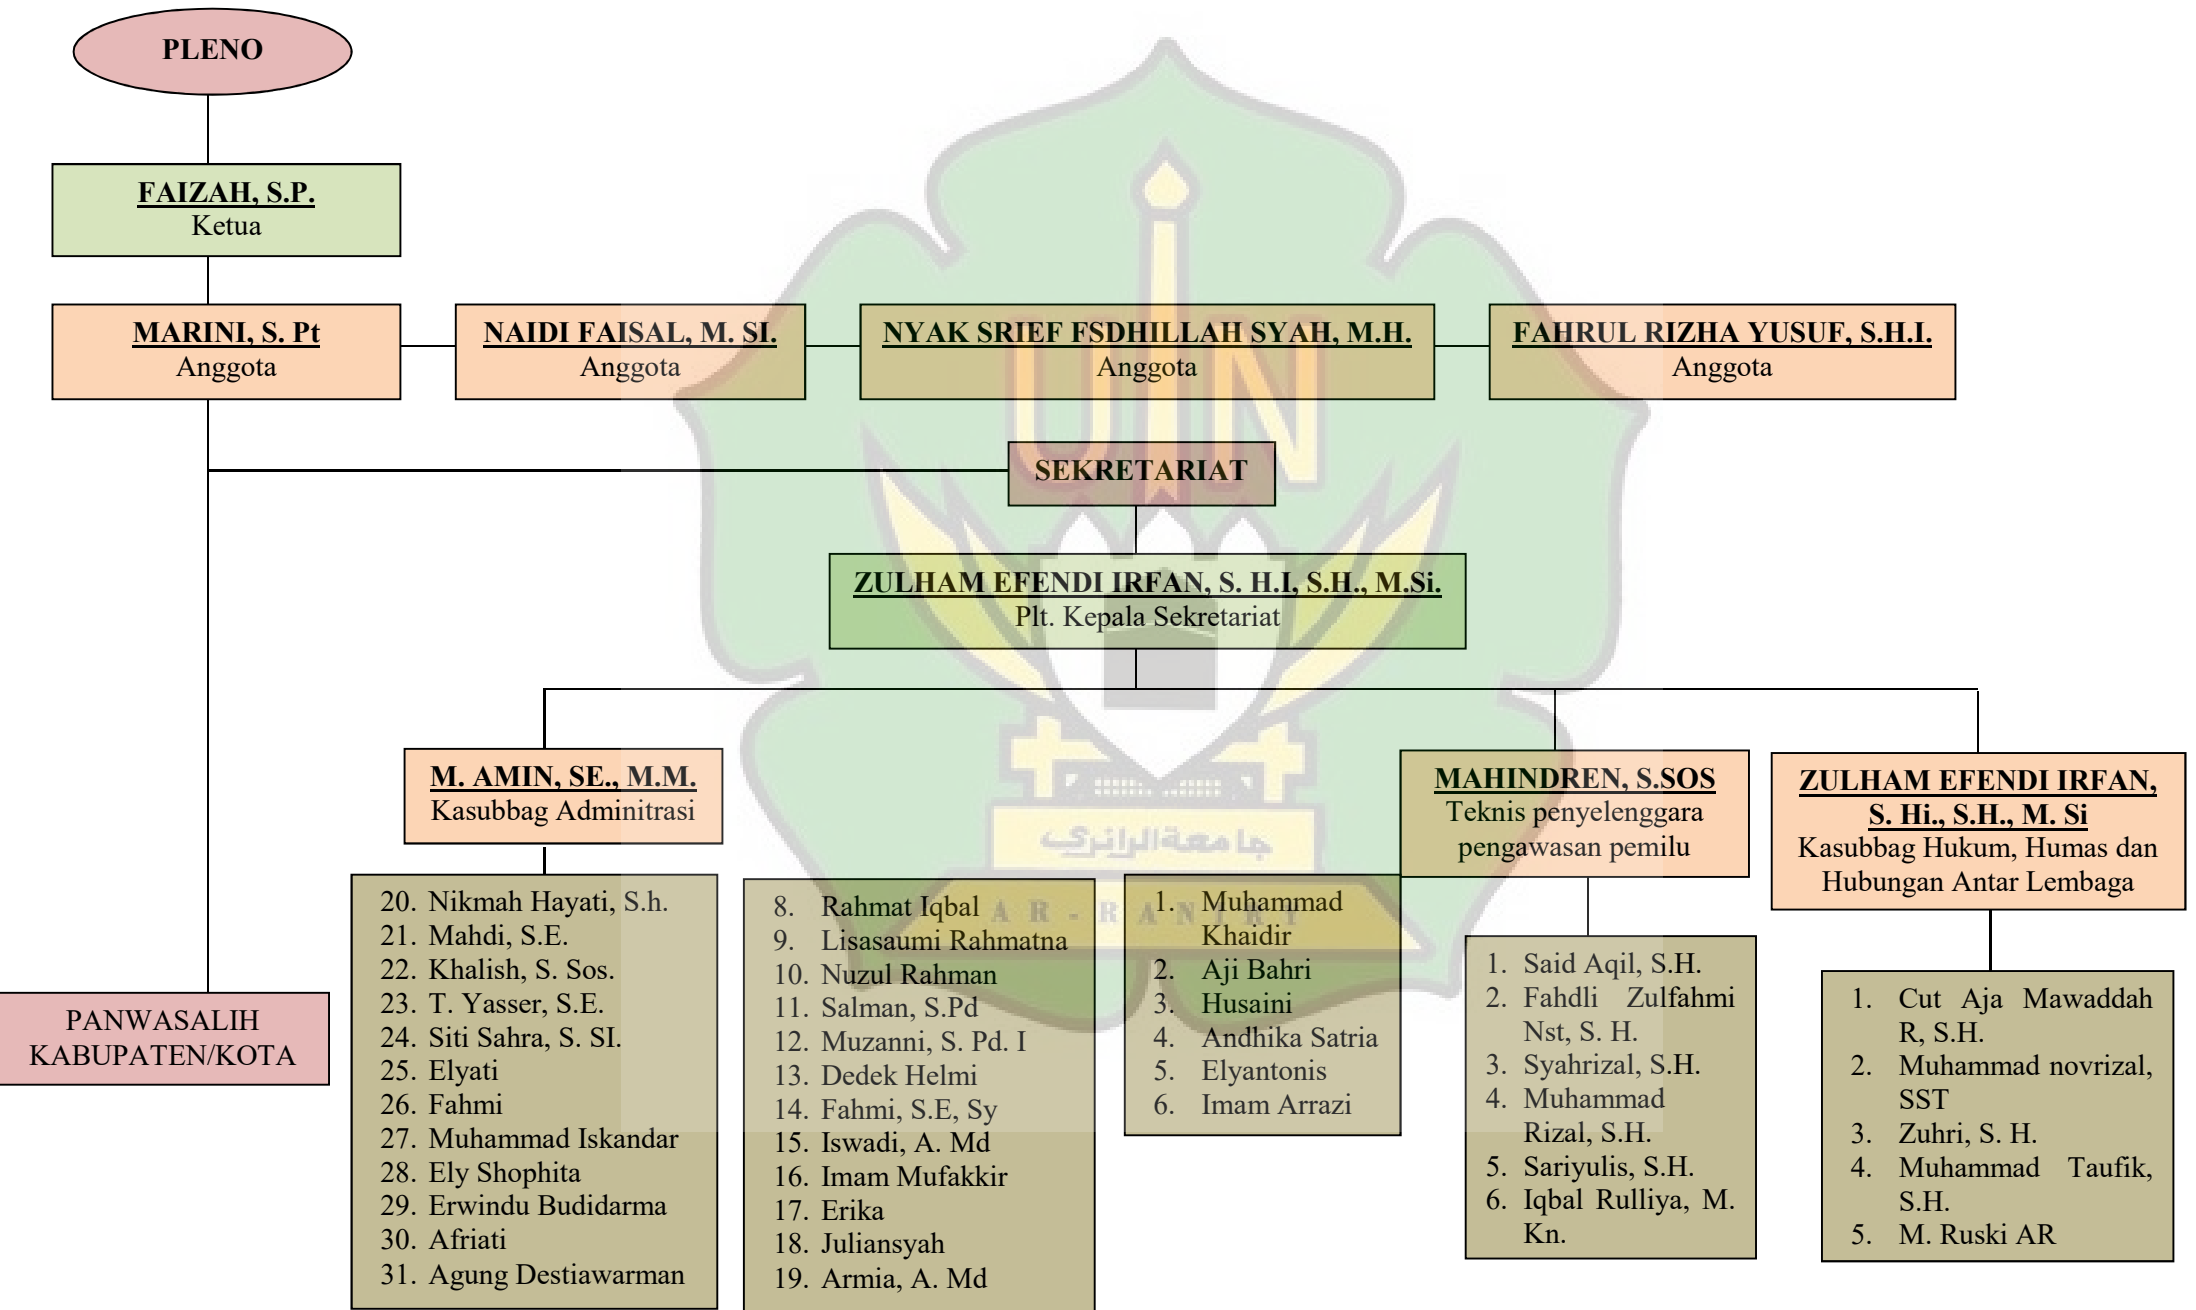 PLENO
FAIZAH, S.P.
Ketua
MARINI, S. Pt
Anggota
NAIDI FAISAL, M. SI.
Anggota
NYAK SRIEF FSDHILLAH SYAH, M.H.
Anggota
FAHRUL RIZHA YUSUF, S.H.I.
Anggota
UIN
SEKRETARIAT
ZULHAM EFENDI IRFAN, S. H.I, S.H., M.Si.
Plt. Kepala Sekretariat
M. AMIN, SE., M.M.
Kasubbag Adminitrasi
MAHINDREN, S.SOS
Teknis penyelenggara
pengawasan pemilu
ZULHAM EFENDI IRFAN,
S. Hi., S.H., M. Si
Kasubbag Hukum, Humas dan
Hubungan Antar Lembaga
جامعةالرانري
AR-RANIRY
PANWASALIH
KABUPATEN/KOTA
20. Nikmah Hayati, S.h.
21. Mahdi, S.E.
22. Khalish, S. Sos.
23. T. Yasser, S.E.
24. Siti Sahra, S. SI.
25. Elyati
26. Fahmi
27. Muhammad Iskandar
28. Ely Shophita
29. Erwindu Budidarma
30. Afriati
31. Agung Destiawarman
8. Rahmat Iqbal
9. Lisasaumi Rahmatna
10. Nuzul Rahman
11. Salman, S.Pd
12. Muzanni, S. Pd. I
13. Dedek Helmi
14. Fahmi, S.E, Sy
15. Iswadi, A. Md
16. Imam Mufakkir
17. Erika
18. Juliansyah
19. Armia, A. Md
1. Muhammad
Khaidir
2. Aji Bahri
3. Husaini
4. Andhika Satria
5. Elyantonis
6. Imam Arrazi
1. Said Aqil, S.H.
2. Fahdli Zulfahmi
Nst, S. H.
3. Syahrizal, S.H.
4. Muhammad
Rizal, S.H.
5. Sariyulis, S.H.
6. Iqbal Rulliya, M.
Kn.
1. Cut Aja Mawaddah
R, S.H.
2. Muhammad novrizal,
SST
3. Zuhri, S. H.
4. Muhammad Taufik,
S.H.
5. M. Ruski AR